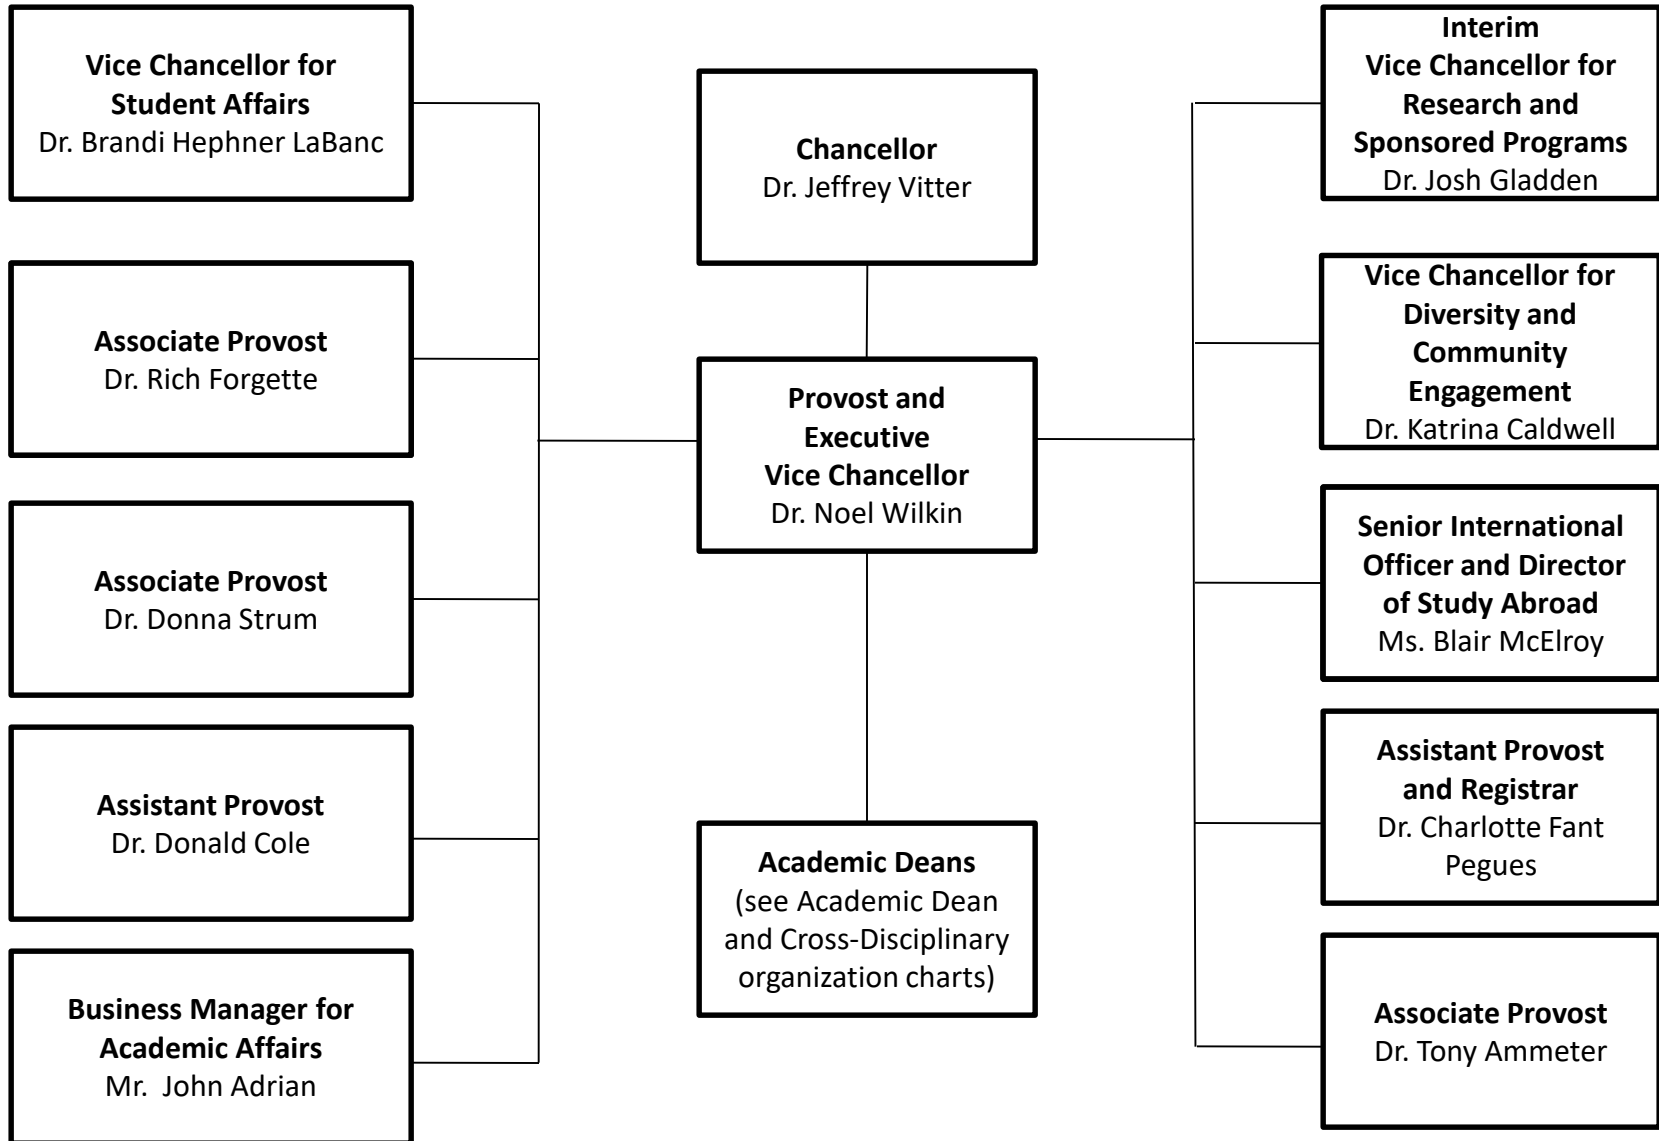 Vice Chancellor for
Student Affairs
Dr. Brandi Hephner LaBanc
Associate Provost
Dr. Rich Forgette
Associate Provost
Dr. Donna Strum
Assistant Provost
Dr. Donald Cole
Business Manager for
Academic Affairs
Mr.  John Adrian
Chancellor
Dr. Jeffrey Vitter
Provost and
Executive
Vice Chancellor
Dr. Noel Wilkin
Academic Deans
(see Academic Dean
and Cross-Disciplinary
organization charts)
Interim
Vice Chancellor for
Research and
Sponsored Programs
Dr. Josh Gladden
Vice Chancellor for
Diversity and
Community
Engagement
Dr. Katrina Caldwell
Senior International
Officer and Director
of Study Abroad
Ms. Blair McElroy
Assistant Provost
and Registrar
Dr. Charlotte Fant
Pegues
Associate Provost
Dr. Tony Ammeter